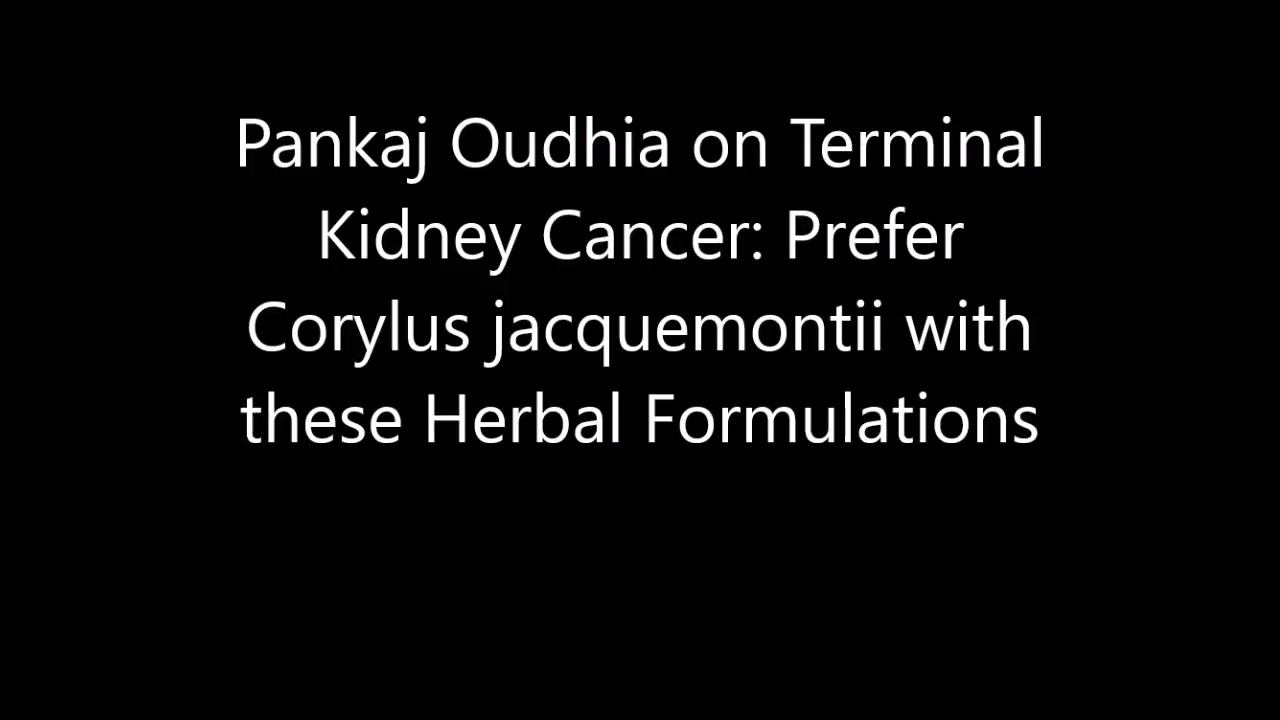 Pankaj Oudhia on Terminal
Kidney Cancer: Prefer
Corylus jacquemontii with
these Herbal Formulations